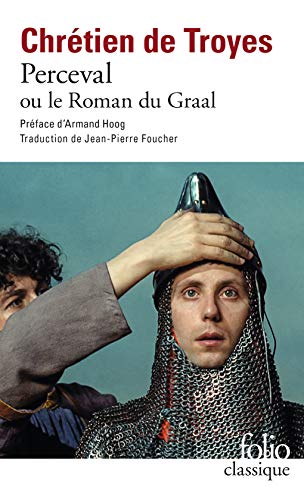 Chrétien de Troyes
Perceval
ou le Roman du Graal
Préface d'Armand Hoog
Traduction de Jean-Pierre Foucher
folio
classique